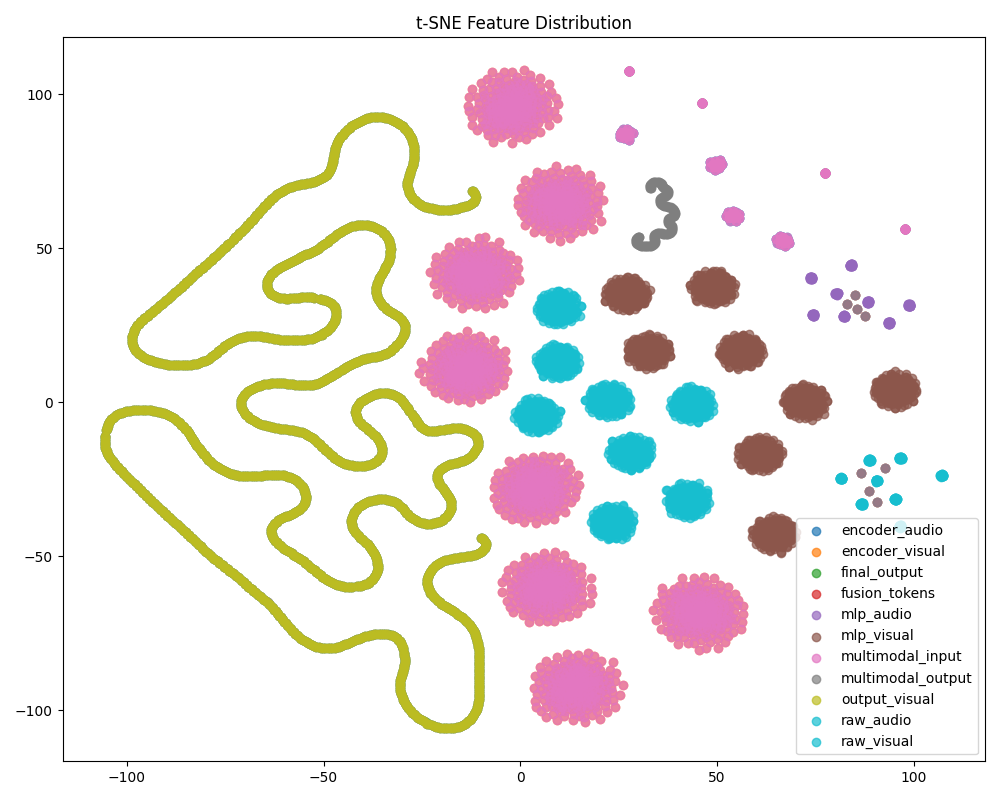 t-SNE Feature Distribution
100
50
0
−50
−100
−100
−50
0
50
100
encoder_audio
encoder_visual
final_output
fusion_tokens
mlp_audio
mlp_visual
multimodal_input
multimodal_output
output_visual
raw_audio
raw_visual